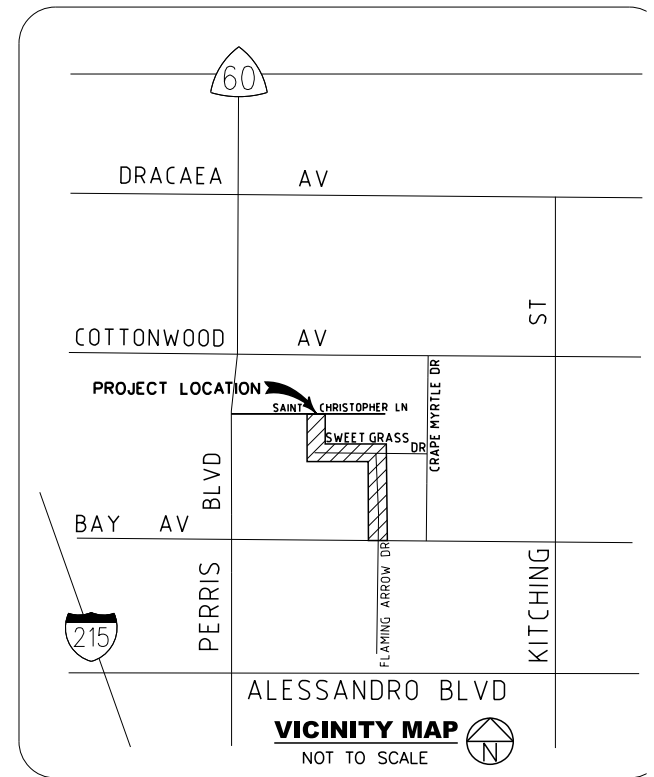 60
DRACAEA AV
ST
COTTONWOOD AV
PROJECT LOCATION
SAINT CHRISTOPHER LN
CRAPE MYRTLE DR
SWEET GRASS DR
BLVD
BAY AV
FLAMING ARROW DR
PERRIS
KITCHING
215
ALESSANDRO BLVD
VICINITY MAP
N
NOT TO SCALE